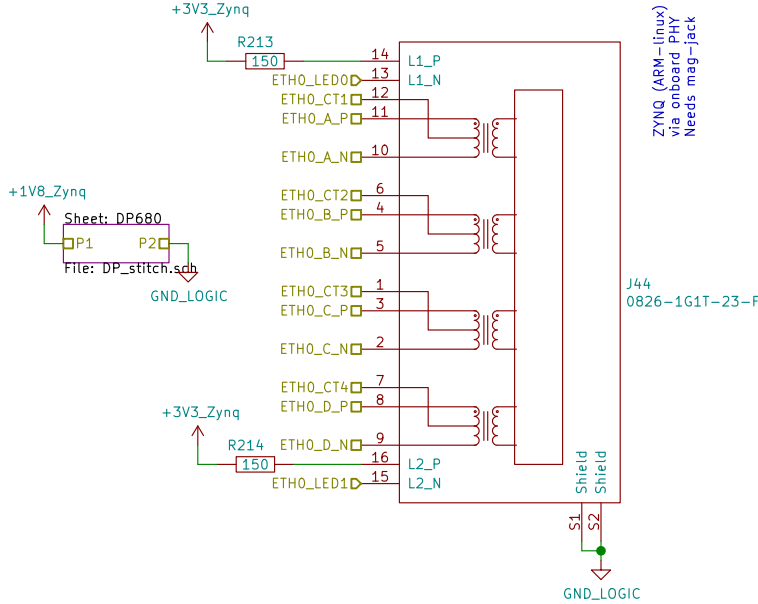 +3V3_Zynq
R213
150
14
L1_P
ETH0_LED0
13
L1_N
ETH0_CT1
12
ETH0_A_P
11
ETH0_A_N
10
ETH0_CT2
6
ETH0_B_P
4
ETH0_B_N
5
ETH0_CT3
1
ETH0_C_P
3
ETH0_C_N
2
ETH0_CT4
7
ETH0_D_P
8
ETH0_D_N
9
+3V3_Zynq
R214
150
16
L2_P
ETH0_LED1
15
L2_N
+1V8_Zynq
Sheet: DP680
P1
P2
File: DP_stitch.sch
GND_LOGIC
ZYNQ (ARM-linux)
via onboard PHY
Needs mag-jack
J44
0826-1G1T-23-F
Shield
Shield
S1
S2
GND_LOGIC